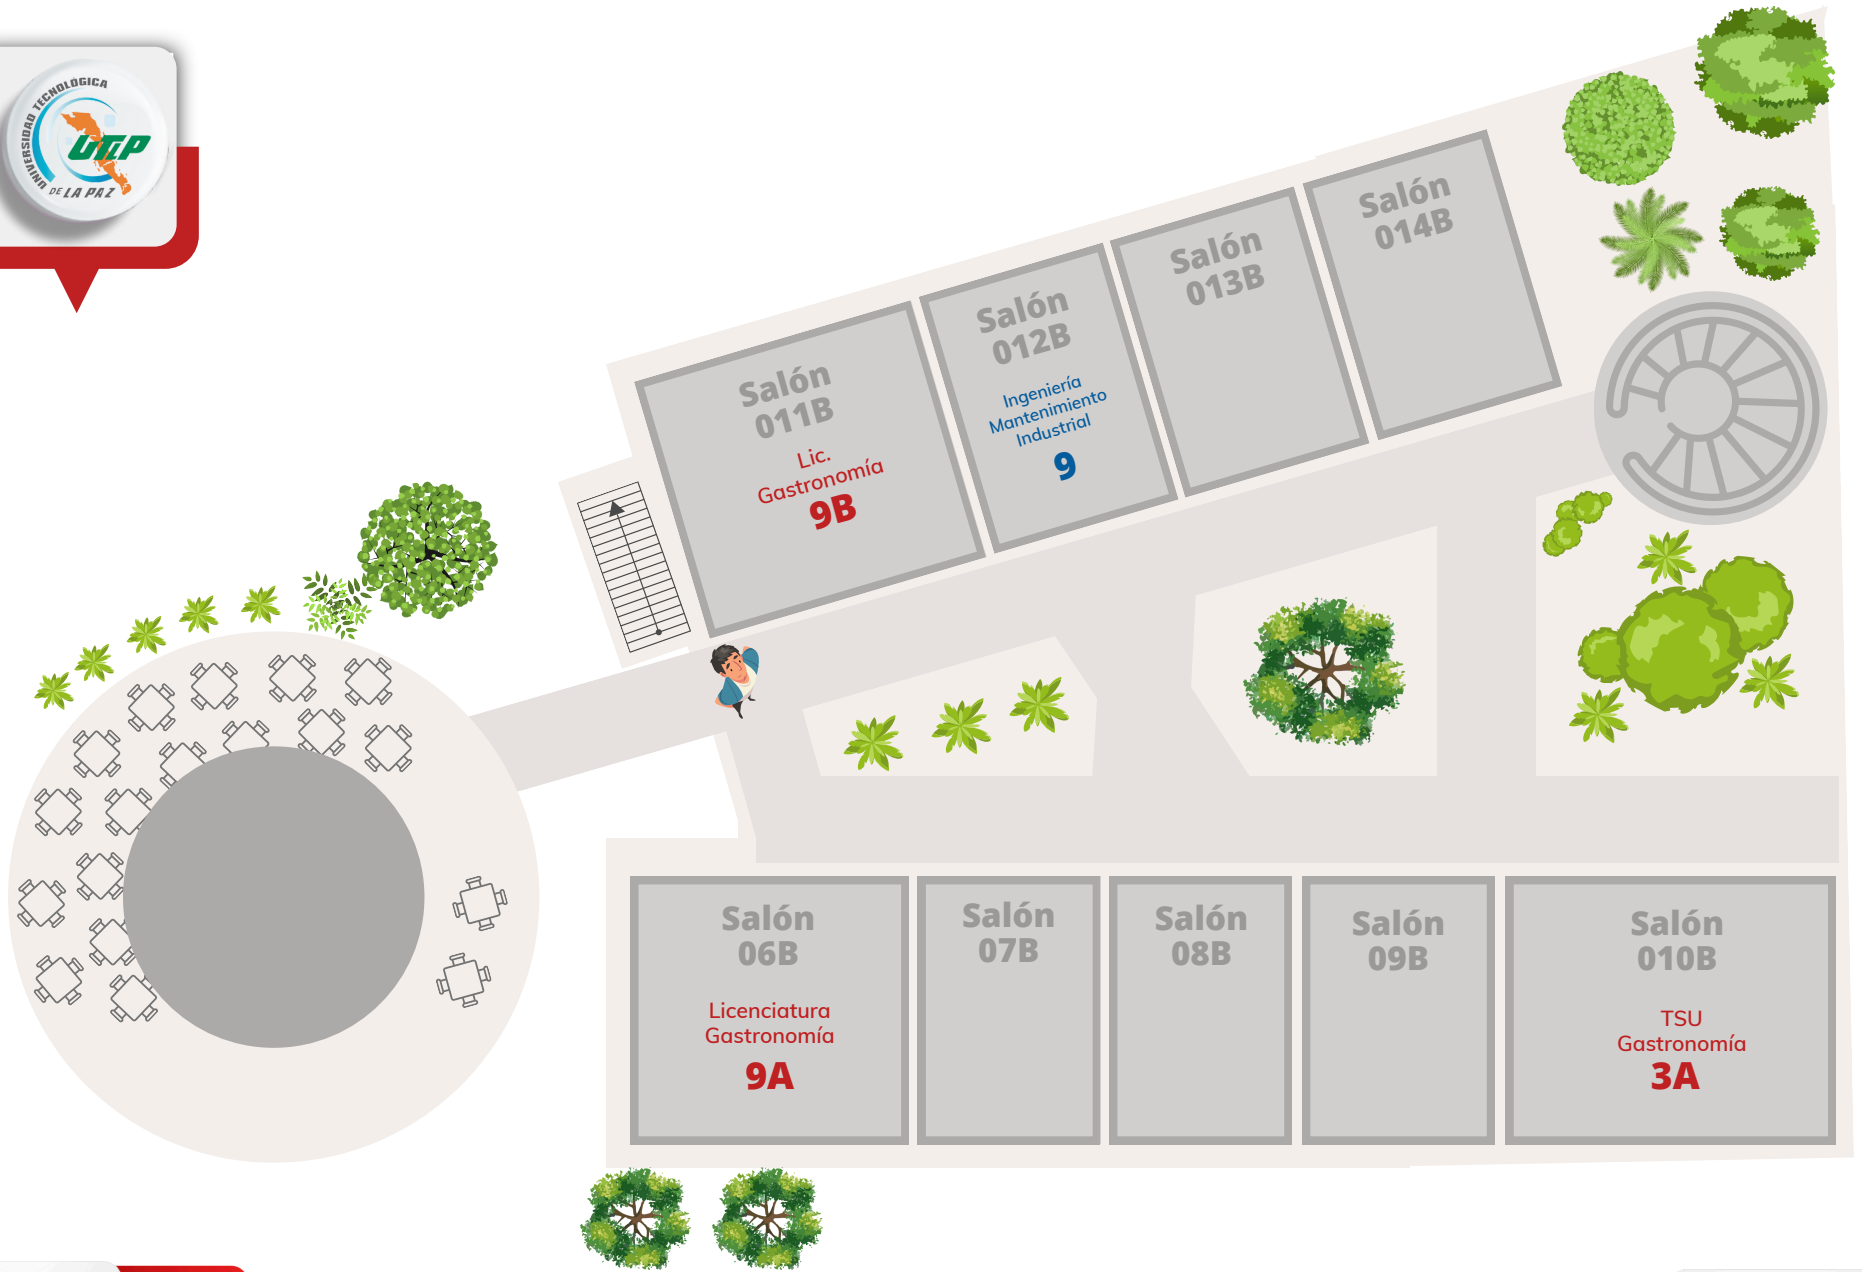 UNIVERSIDAD TECNOLÓGICA
UTLP
DE LA PAZ
Salón
014B
Salón
013B
Salón
012B
Ingeniería
Mantenimiento
Industrial
9
Salón
011B
Lic.
Gastronomía
9B
Salón
06B
Licenciatura
Gastronomía
9A
Salón
07B
Salón
08B
Salón
09B
Salón
010B
TSU
Gastronomía
3A